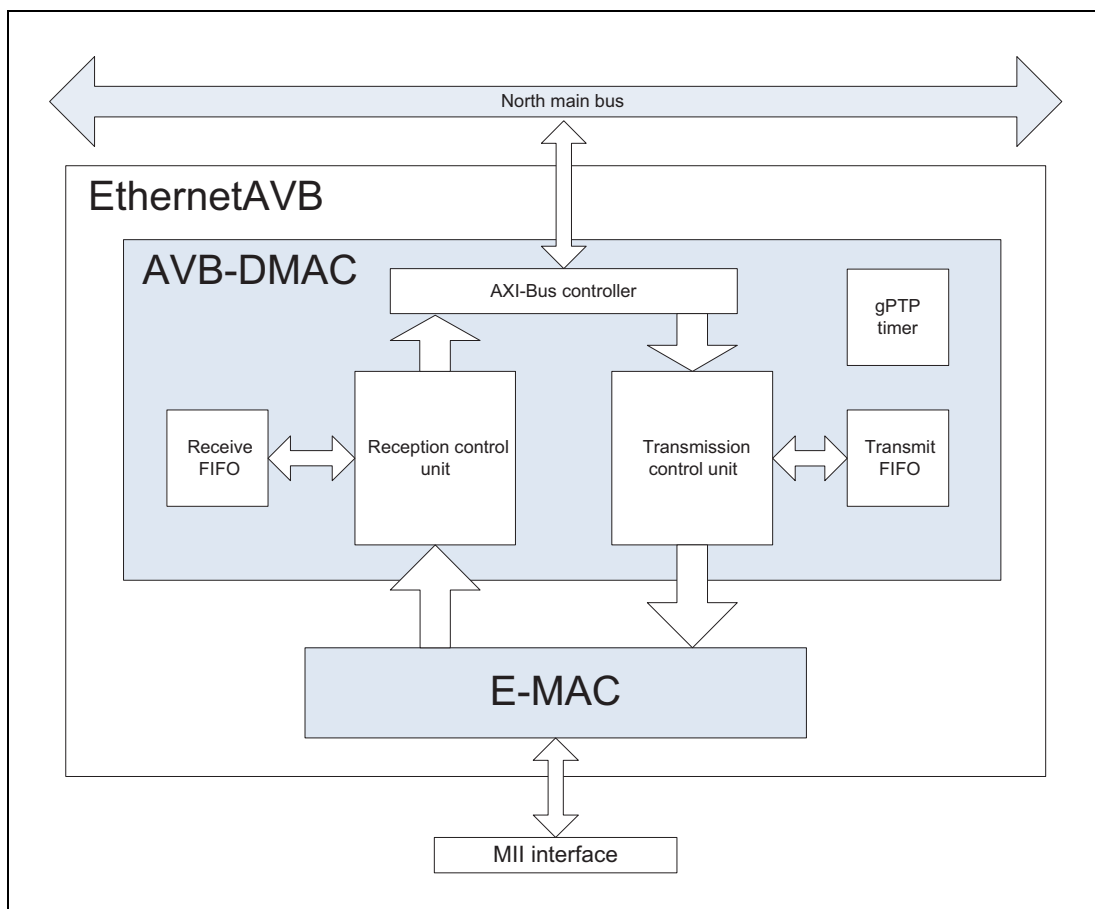 North main bus
EthernetAVB
AVB-DMAC
AXI-Bus controller
gPTP
timer
Receive
FIFO
Reception control
unit
Transmission
control unit
Transmit
FIFO
E-MAC
MII interface